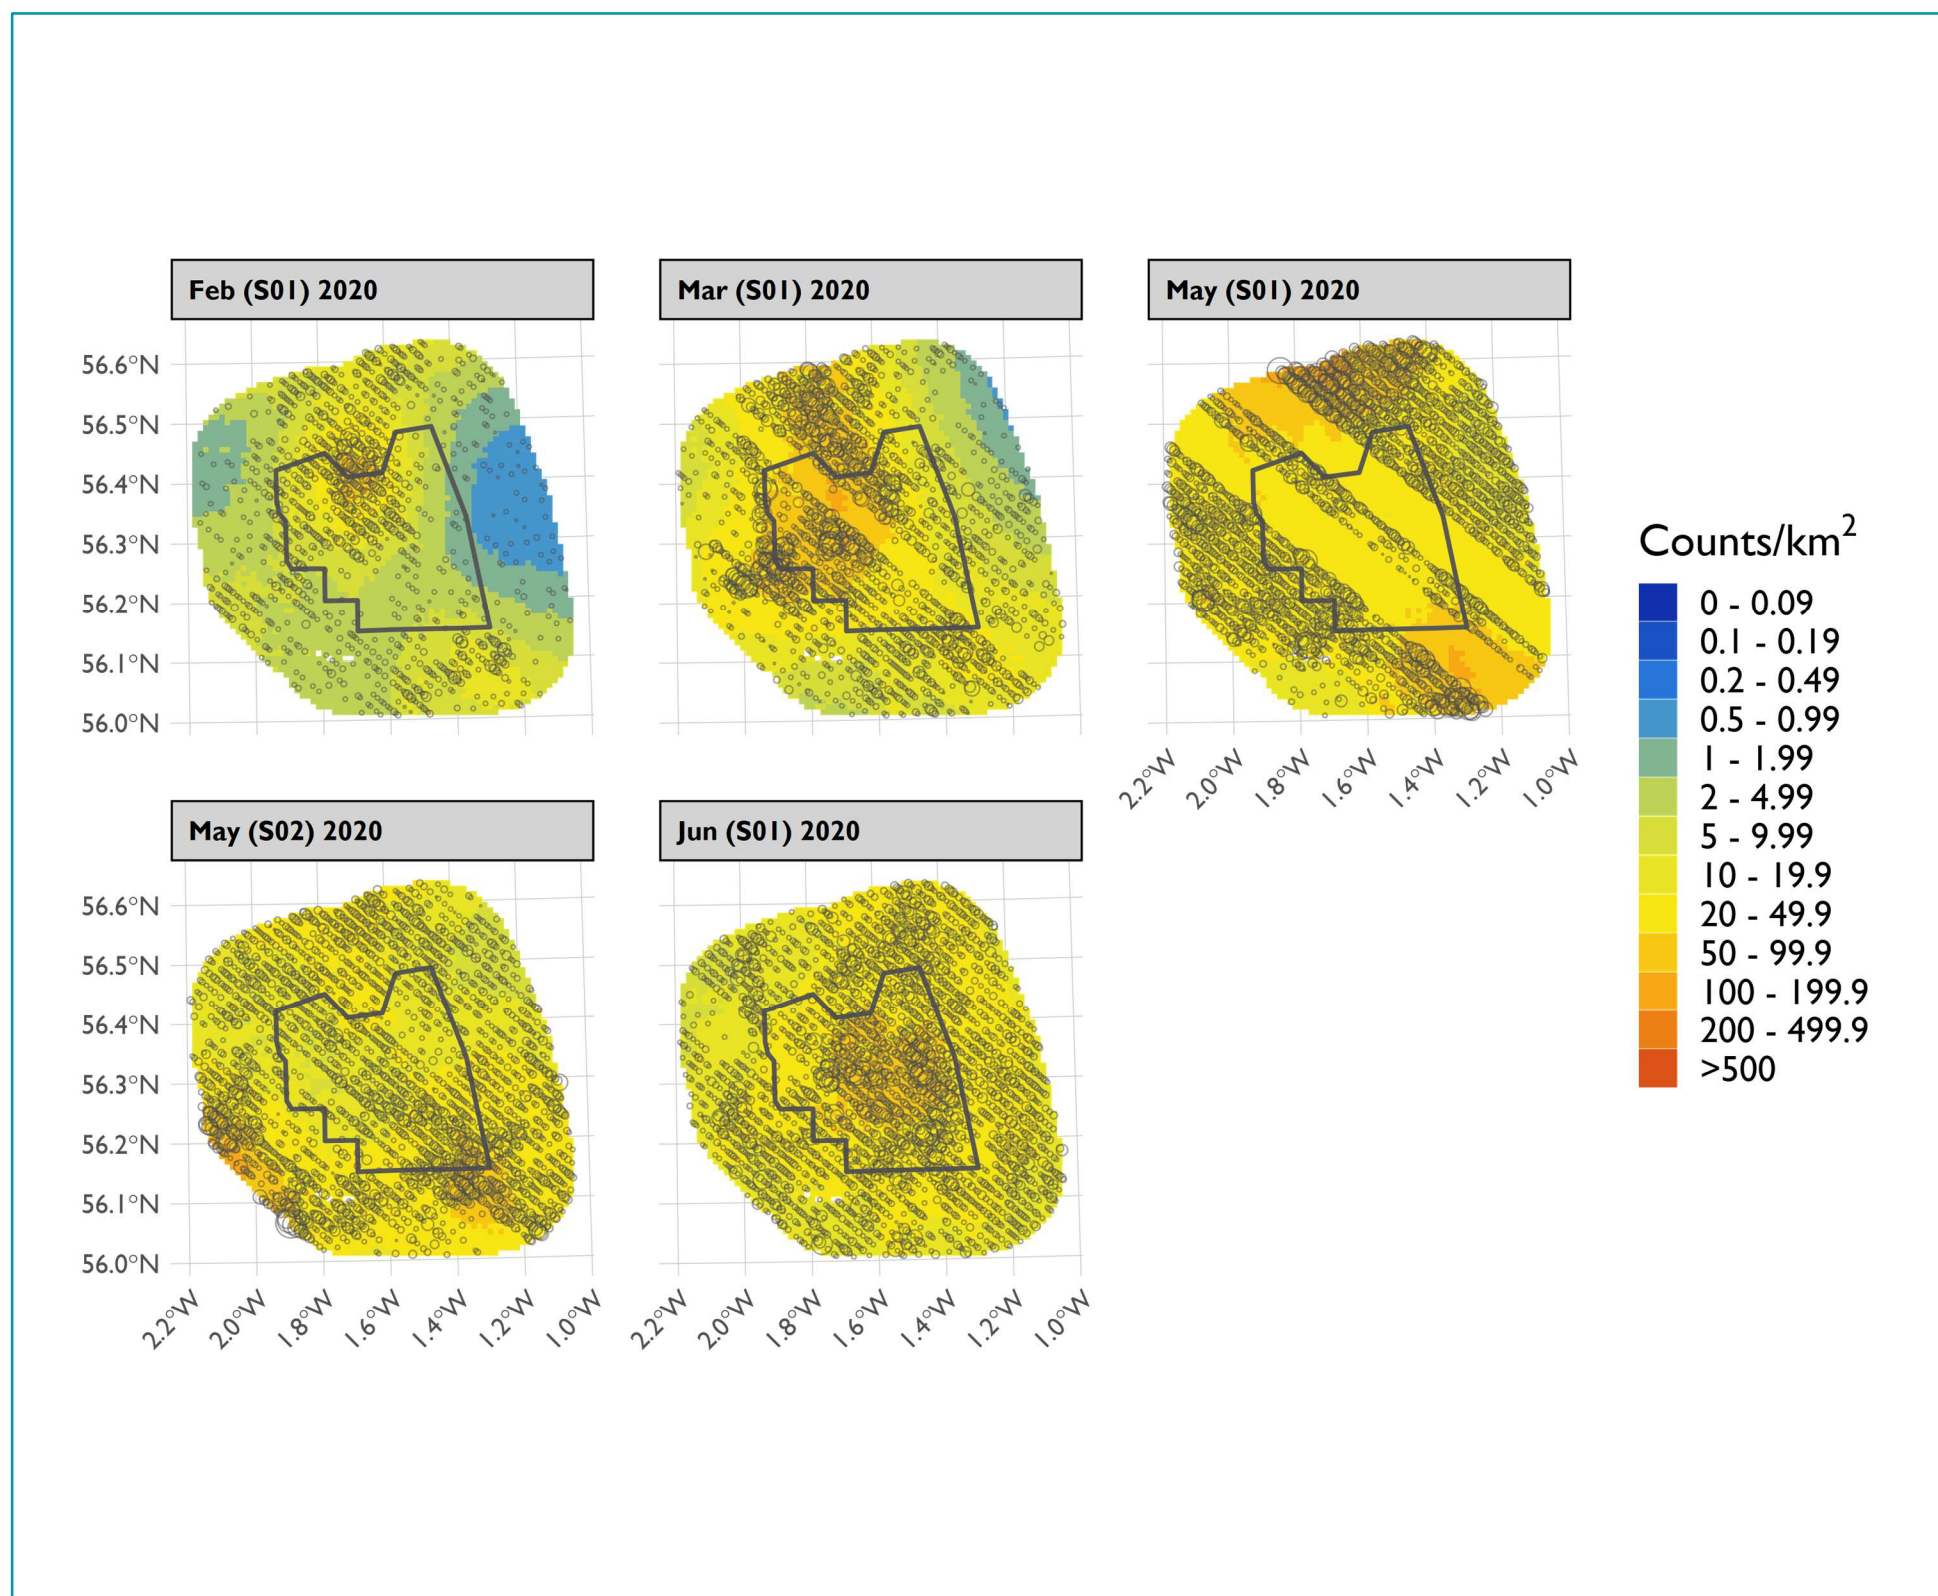 Feb (S01) 2020
Mar (S01) 2020
May (S01) 2020
56.6°N
56.5°N
56.4°N
56.3°N
56.2°N
56.1°N
56.0°N
2.2°W
2.0°W
1.8°W
1.6°W
1.4°W
1.2°W
1.0°W
May (S02) 2020
Jun (S01) 2020
56.6°N
56.5°N
56.4°N
56.3°N
56.2°N
56.1°N
56.0°N
2.2°W
2.0°W
1.8°W
1.6°W
1.4°W
1.2°W
1.0°W
2.2°W
2.0°W
1.8°W
1.6°W
1.4°W
1.2°W
1.0°W
Counts/km²
0 - 0.09
0.1 - 0.19
0.2 - 0.49
0.5 - 0.99
1 - 1.99
2 - 4.99
5 - 9.99
10 - 19.9
20 - 49.9
50 - 99.9
100 - 199.9
200 - 499.9
>500